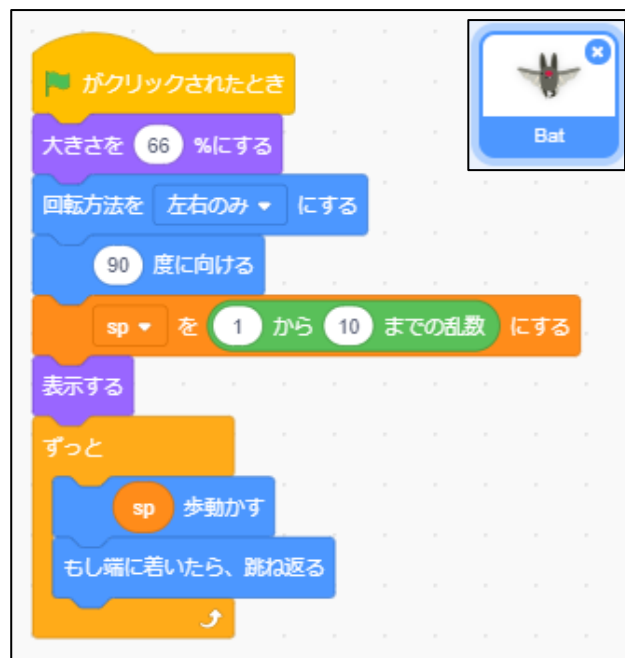 がクリックされたとき
Bat
大きさを 66 %にする
回転方法を 左右のみ にする
90 度に向ける
sp を 1 から 10 までの乱数 にする
表示する
ずっと
sp 歩動かす
もし端に着いたら、跳ね返る